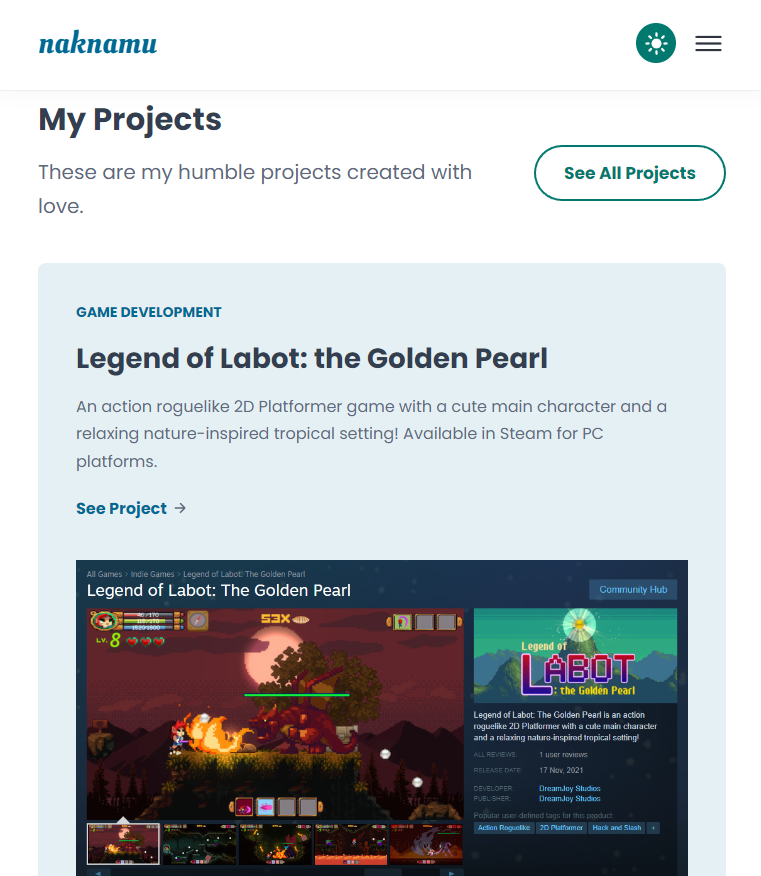 naknamu
My Projects
These are my humble projects created with
love.
See All Projects
GAME DEVELOPMENT
Legend of Labot: the Golden Pearl
An action roguelike 2D Platformer game with a cute main character and a
relaxing nature-inspired tropical setting! Available in Steam for PC
platforms.
See Project →
All Games > Indie Games > Legend of Labot: The Golden Pearl
Legend of Labot: The Golden Pearl
Community Hub
53X
LV. 8
Legend of
LABOT
: the Golden Pearl
Legend of Labot: The Golden Pearl is an action
roguelike 2D Platformer with a cute main character
and a relaxing nature-inspired tropical setting!
ALL REVIEWS: 1 user reviews
RELEASE DATE: 17 Nov, 2021
DEVELOPER: DreamJoy Studios
PUBLISHER: DreamJoy Studios
Popular user-defined tags for this product:
Action Roguelike 2D Platformer Hack and Slash +